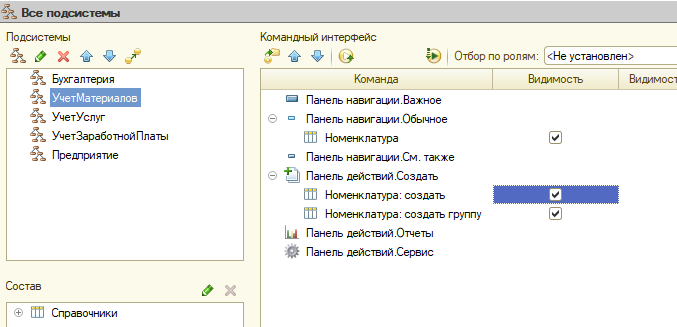 Все подсистемы
Подсистемы
Бухгалтерия
УчетМатериалов
УчетУслуг
УчетЗаработнойПлаты
Предприятие
Состав
Справочники
Командный интерфейс
Отбор по ролям: <Не установлен>
Команда Видимость Видимост
Панель навигации.Важное
Панель навигации.Обычное
Номенклатура
Панель навигации.См. также
Панель действий.Создать
Номенклатура: создать
Номенклатура: создать группу
Панель действий.Отчеты
Панель действий.Сервис